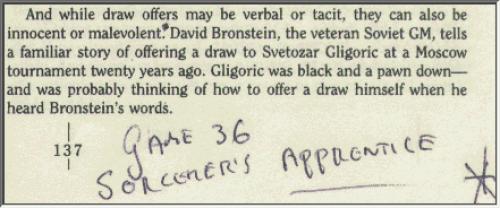 And while draw offers may be verbal or tacit, they can also be
innocent or malevolent. David Bronstein, the veteran Soviet GM, tells
a familiar story of offering a draw to Svetozar Gligoric at a Moscow
tournament twenty years ago. Gligoric was black and a pawn down—
and was probably thinking of how to offer a draw himself when he
heard Bronstein's words.
137
GAME 36
SORCERER'S APPRENTICE